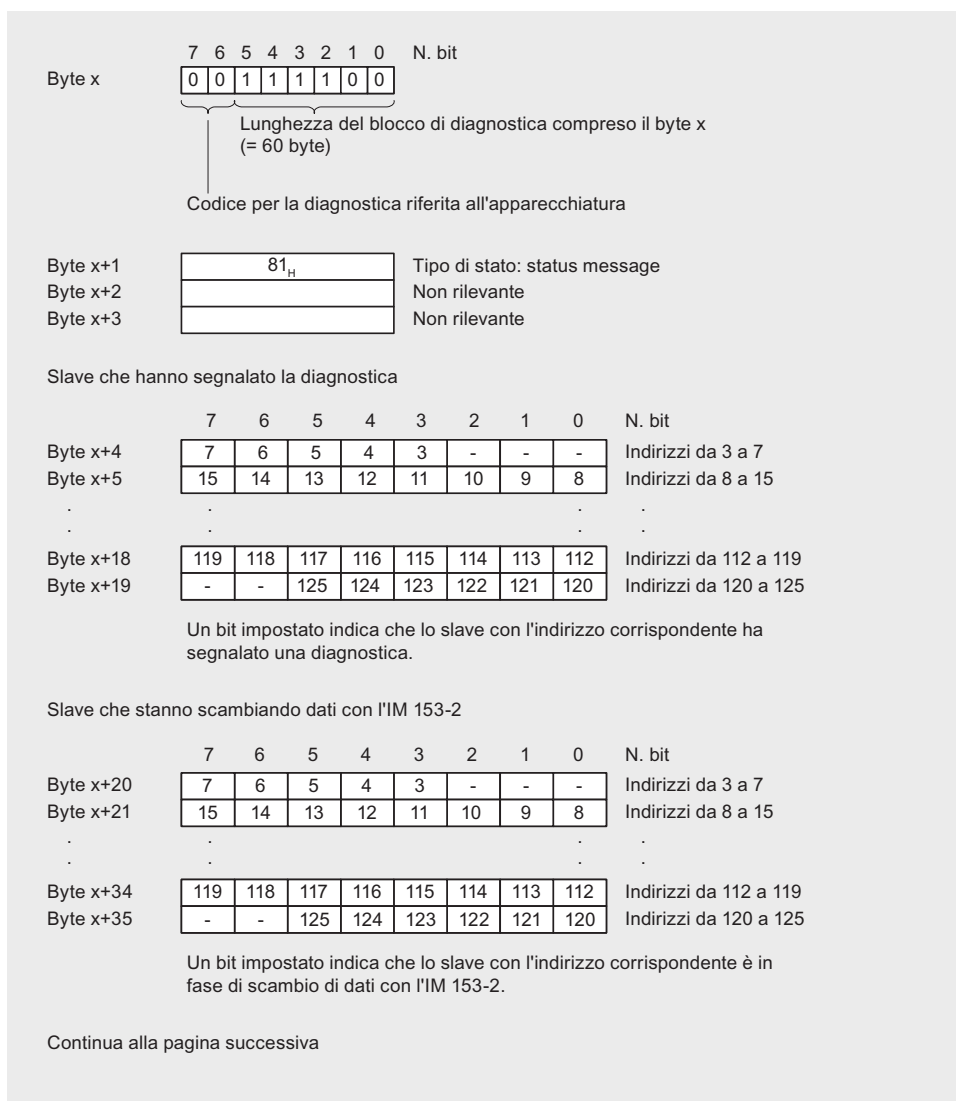 7 6 5 4 3 2 1 0 N. bit
Byte x 0 0 1 1 1 1 0 0
Lunghezza del blocco di diagnostica compreso il byte x
(= 60 byte)
Codice per la diagnostica riferita all'apparecchiatura
Byte x+1 81H Tipo di stato: status message
Byte x+2 Non rilevante
Byte x+3 Non rilevante
Slave che hanno segnalato la diagnostica
7 6 5 4 3 2 1 0 N. bit
Byte x+4 7 6 5 4 3 - - - Indirizzi da 3 a 7
Byte x+5 15 14 13 12 11 10 9 8 Indirizzi da 8 a 15
. . . .
. . . .
Byte x+18 119 118 117 116 115 114 113 112 Indirizzi da 112 a 119
Byte x+19 - - 125 124 123 122 121 120 Indirizzi da 120 a 125
Un bit impostato indica che lo slave con l'indirizzo corrispondente ha
segnalato una diagnostica.
Slave che stanno scambiando dati con l'IM 153-2
7 6 5 4 3 2 1 0 N. bit
Byte x+20 7 6 5 4 3 - - - Indirizzi da 3 a 7
Byte x+21 15 14 13 12 11 10 9 8 Indirizzi da 8 a 15
. . . .
. . . .
Byte x+34 119 118 117 116 115 114 113 112 Indirizzi da 112 a 119
Byte x+35 - - 125 124 123 122 121 120 Indirizzi da 120 a 125
Un bit impostato indica che lo slave con l'indirizzo corrispondente è in
fase di scambio di dati con l'IM 153-2.
Continua alla pagina successiva